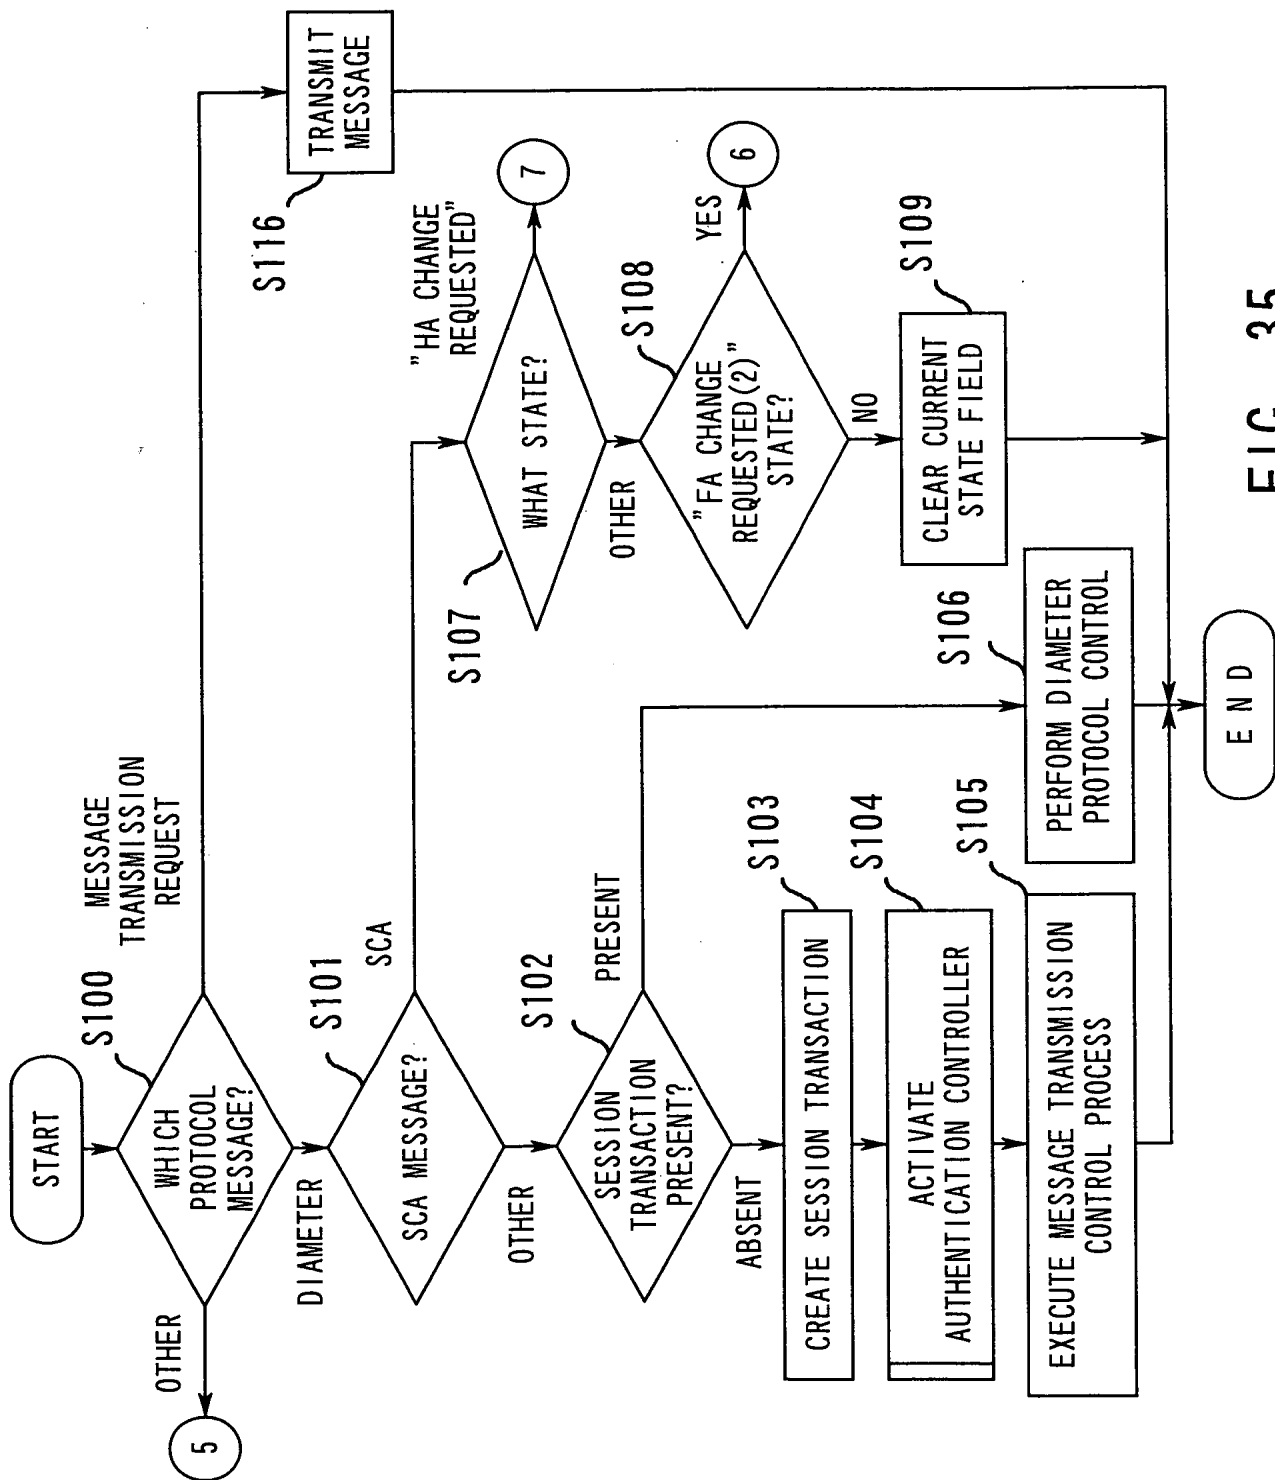 START
S100
WHICH
PROTOCOL
MESSAGE?
MESSAGE
TRANSMISSION
REQUEST
OTHER
5
DIAMETER
S116
TRANSMIT
MESSAGE
S101
SCA MESSAGE?
SCA
OTHER
S107
WHAT STATE?
"HA CHANGE
REQUESTED"
7
OTHER
S102
SESSION
TRANSACTION
PRESENT?
PRESENT
ABSENT
S108
"FA CHANGE
REQUESTED(2)"
STATE?
YES
6
NO
S103
CREATE SESSION TRANSACTION
S104
ACTIVATE
AUTHENTICATION CONTROLLER
S109
CLEAR CURRENT
STATE FIELD
S105
EXECUTE MESSAGE TRANSMISSION
CONTROL PROCESS
S106
PERFORM DIAMETER
PROTOCOL CONTROL
END
FIG. 35